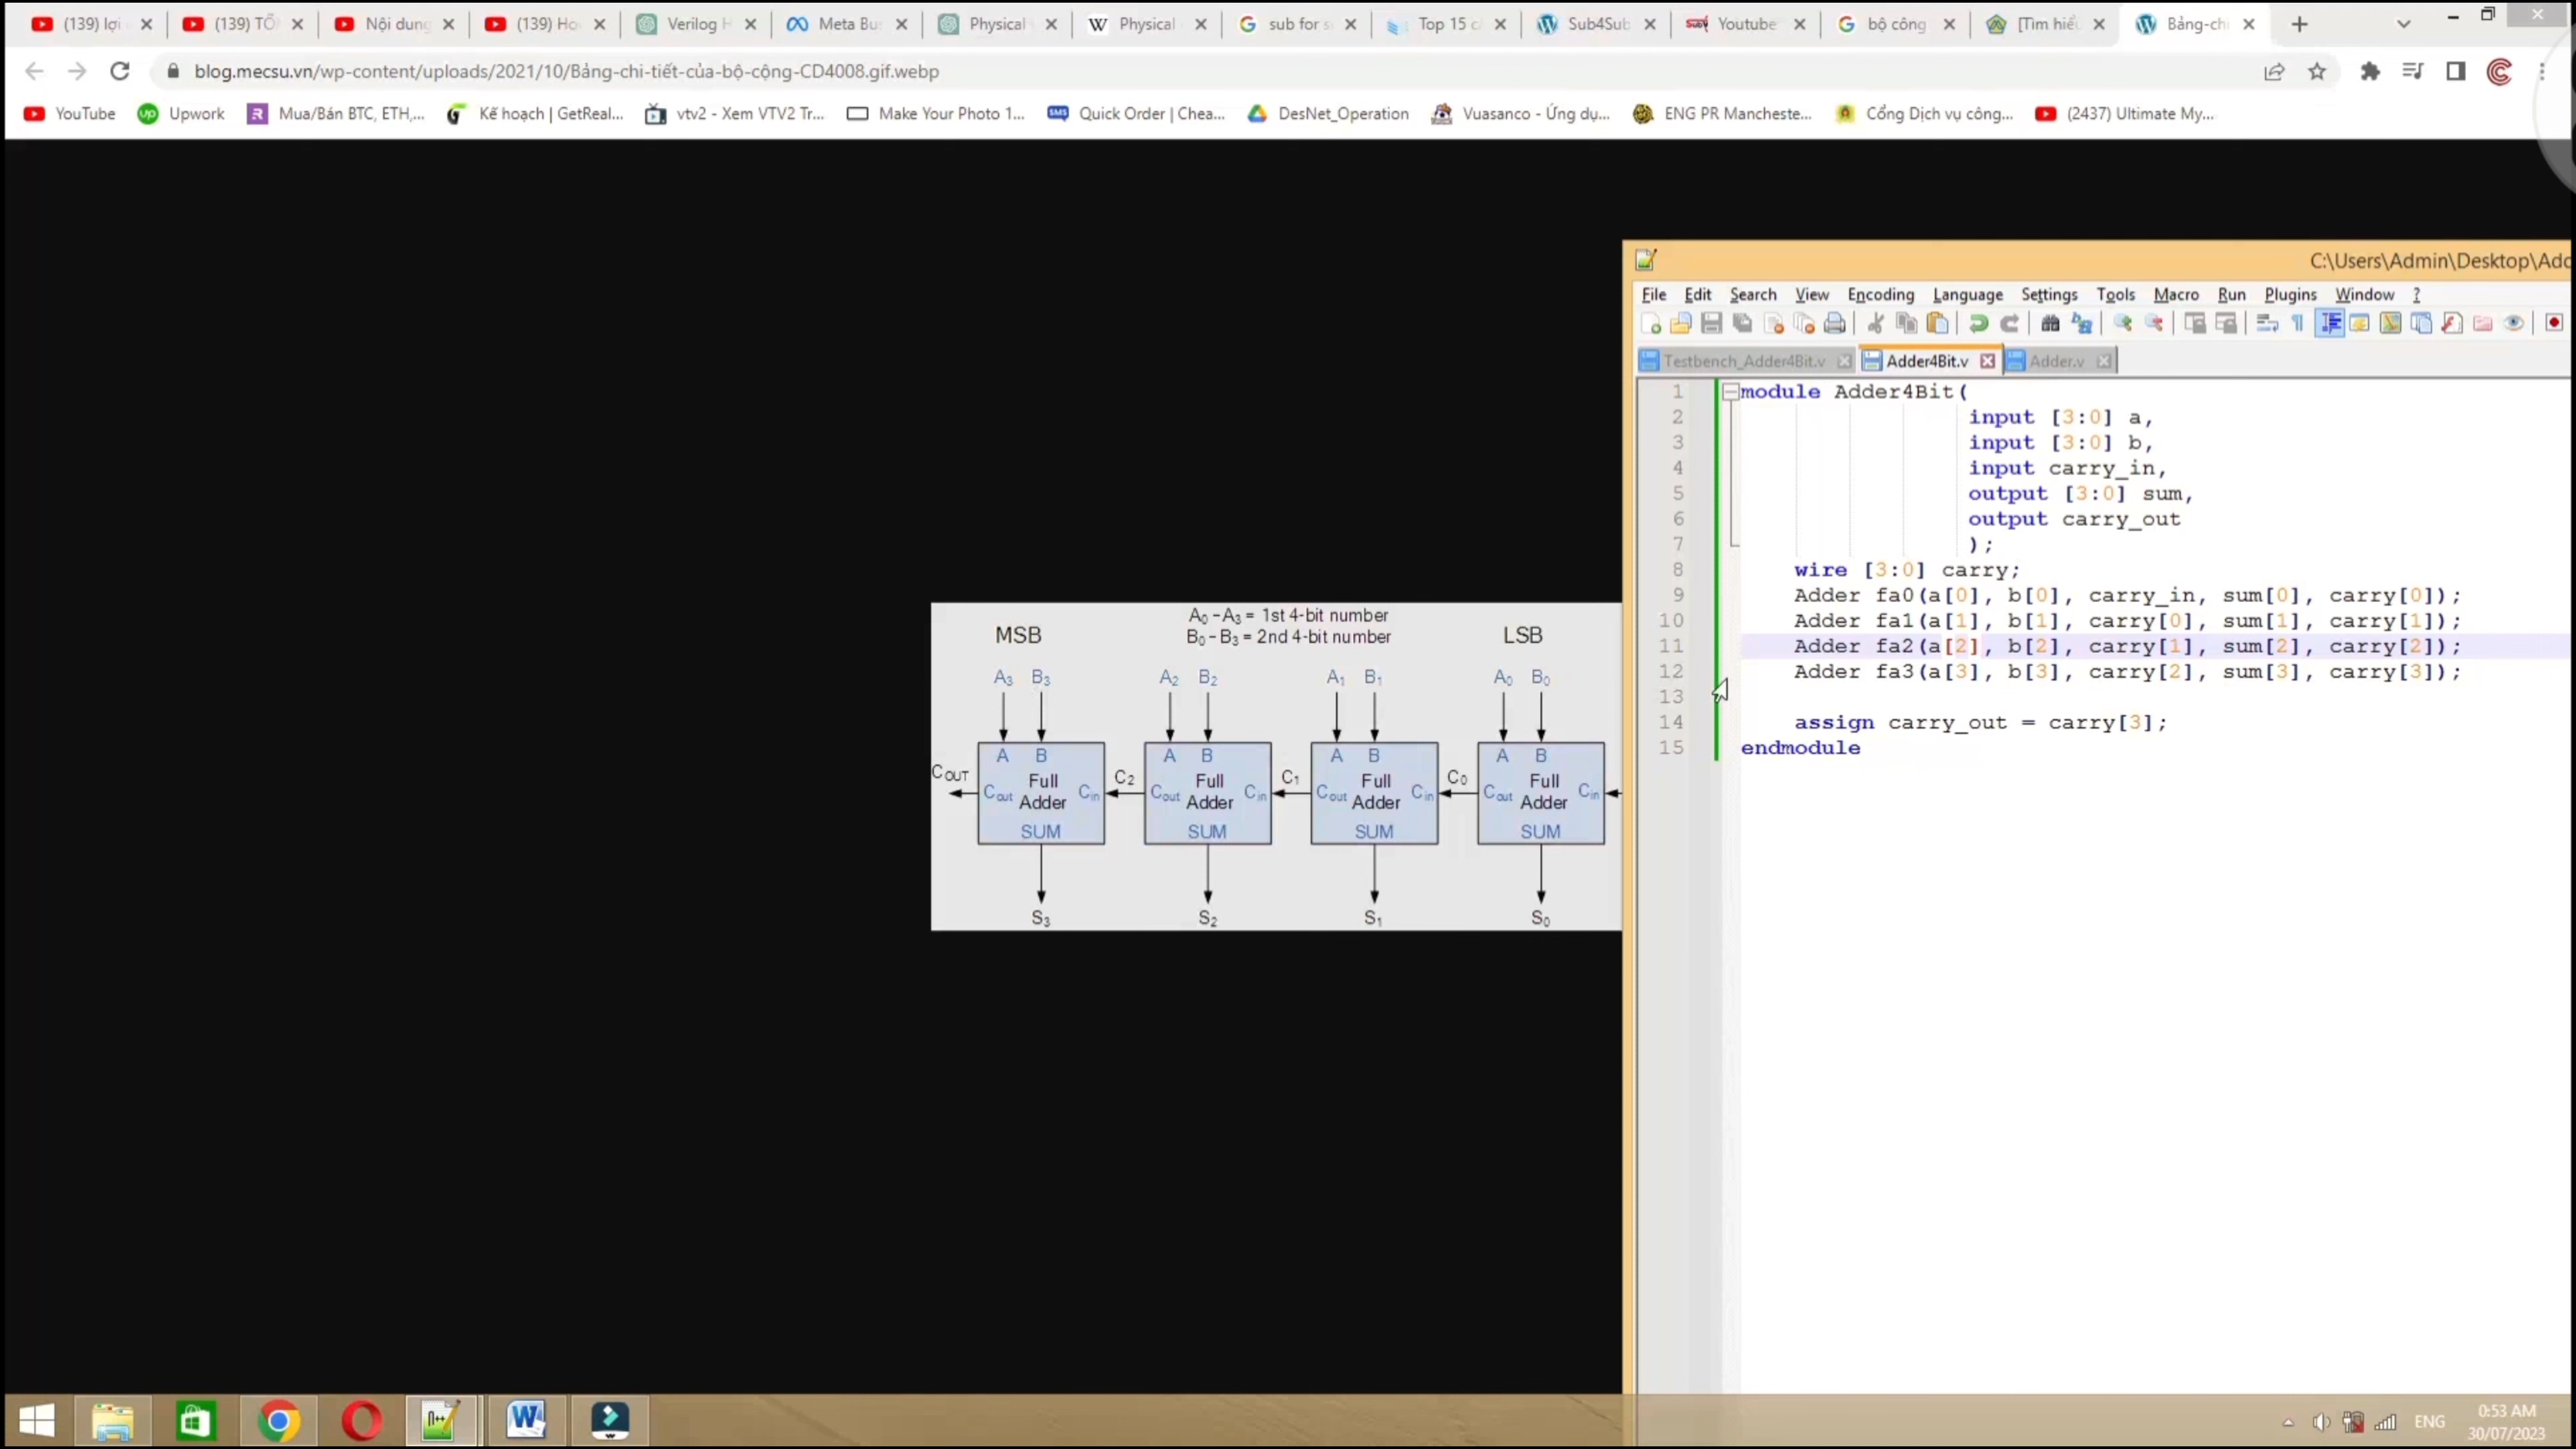 (139) lợi
(139) TỔ
Nội dung
(139) Ho
Verilog H
Meta Bu
Physical
Physical
sub for s
Top 15 c
Sub4Sub
Youtube
bộ công
[Tìm hiể
Bảng-chi
blog.mecsu.vn/wp-content/uploads/2021/10/Bảng-chi-tiết-của-bộ-cộng-CD4008.gif.webp
YouTube
Upwork
Mua/Bán BTC, ETH,...
Kế hoạch | GetReal...
vtv2 - Xem VTV2 Tr...
Make Your Photo 1...
Quick Order | Chea...
DesNet_Operation
Vuasanco - Ứng dụ...
ENG PR Mancheste...
Cổng Dịch vụ công...
(2437) Ultimate My...
A₀ –A₃ = 1st 4-bit number
B₀ – B₃ = 2nd 4-bit number
MSB LSB
A₃ B₃ A₂ B₂ A₁ B₁ A₀ B₀
A B A B A B A B
COUT Cout Full Adder Cin C₂ Cout Full Adder Cin C₁ Cout Full Adder Cin C₀ Cout Full Adder Cin
SUM SUM SUM SUM
S₃ S₂ S₁ S₀
C:\Users\Admin\Desktop\Add
File Edit Search View Encoding Language Settings Tools Macro Run Plugins Window ?
Testbench_Adder4Bit.v Adder4Bit.v Adder.v
1 module Adder4Bit(
2 input [3:0] a,
3 input [3:0] b,
4 input carry_in,
5 output [3:0] sum,
6 output carry_out
7 );
8 wire [3:0] carry;
9 Adder fa0(a[0], b[0], carry_in, sum[0], carry[0]);
10 Adder fa1(a[1], b[1], carry[0], sum[1], carry[1]);
11 Adder fa2(a[2], b[2], carry[1], sum[2], carry[2]);
12 Adder fa3(a[3], b[3], carry[2], sum[3], carry[3]);
13
14 assign carry_out = carry[3];
15 endmodule
ENG
0:53 AM
30/07/2023